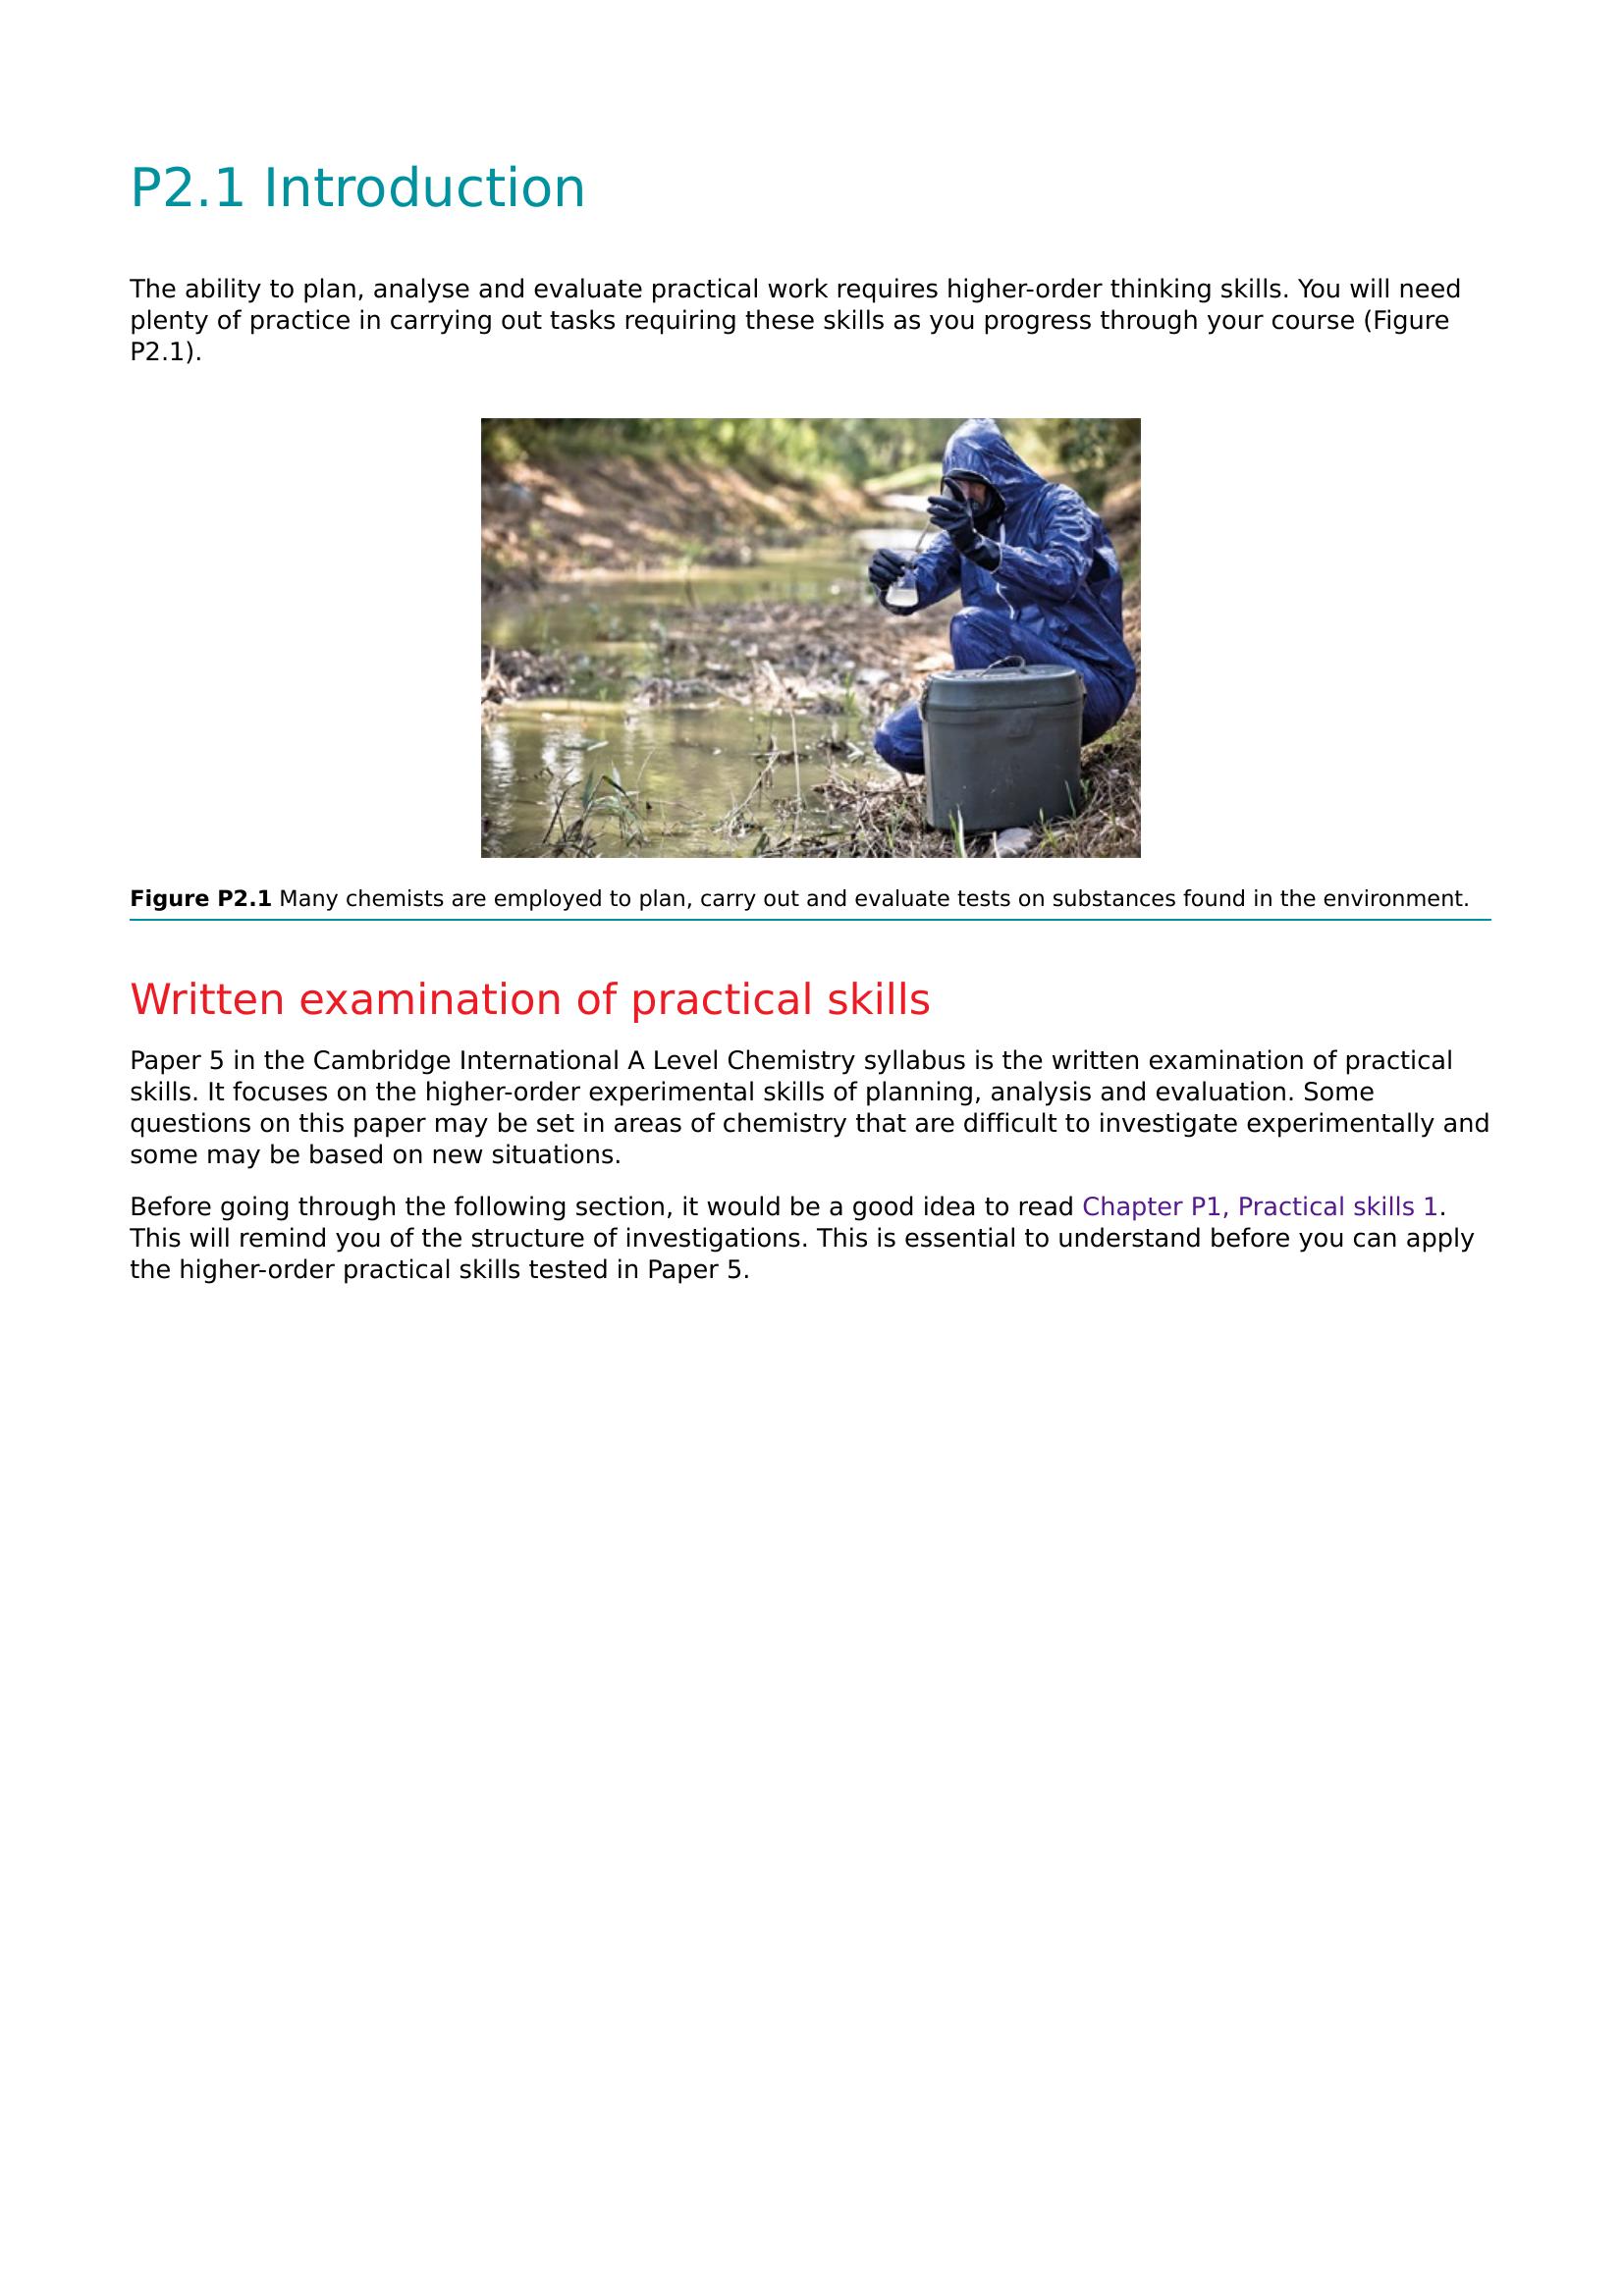 P2.1 Introduction
The ability to plan, analyse and evaluate practical work requires higher-order thinking skills. You will need
plenty of practice in carrying out tasks requiring these skills as you progress through your course (Figure
P2.1).
Figure P2.1 Many chemists are employed to plan, carry out and evaluate tests on substances found in the environment.
Written examination of practical skills
Paper 5 in the Cambridge International A Level Chemistry syllabus is the written examination of practical
skills. It focuses on the higher-order experimental skills of planning, analysis and evaluation. Some
questions on this paper may be set in areas of chemistry that are difficult to investigate experimentally and
some may be based on new situations.
Before going through the following section, it would be a good idea to read Chapter P1, Practical skills 1.
This will remind you of the structure of investigations. This is essential to understand before you can apply
the higher-order practical skills tested in Paper 5.